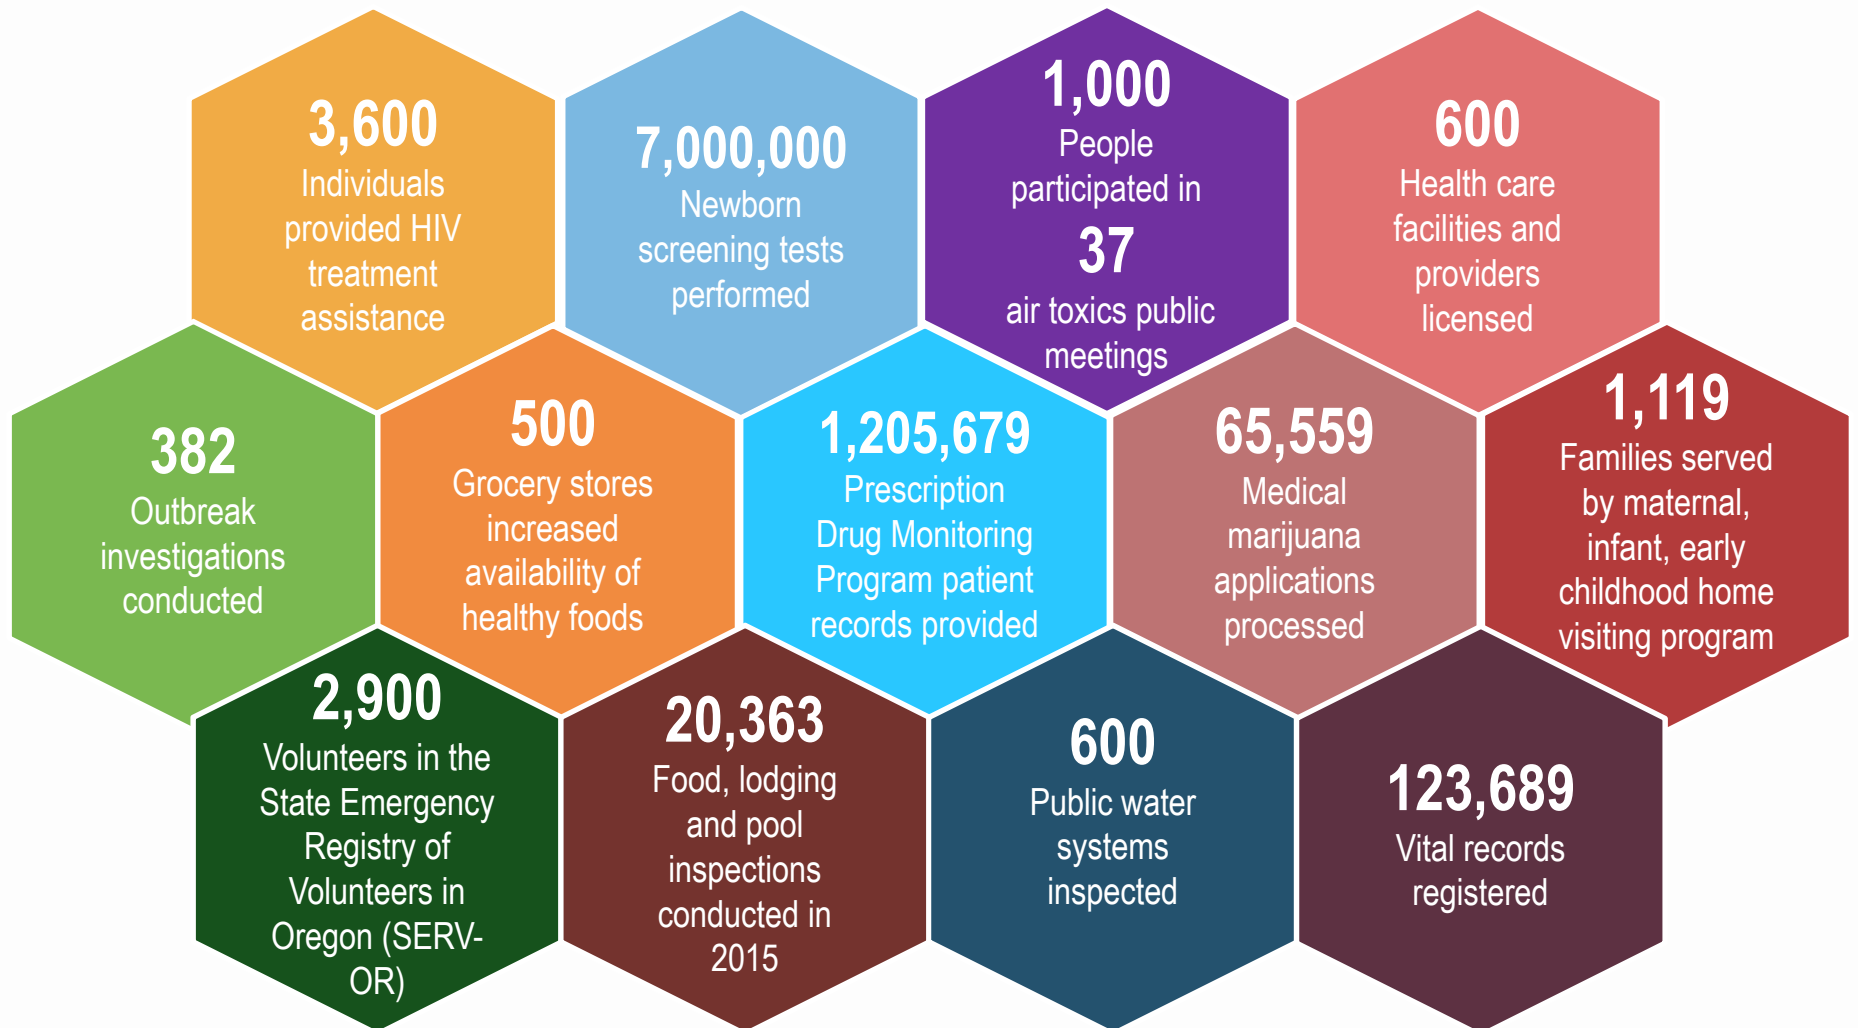 3,600
Individuals
provided HIV
treatment
assistance
7,000,000
Newborn
screening tests
performed
1,000
People
participated in
37
air toxics public
meetings
600
Health care
facilities and
providers
licensed
382
Outbreak
investigations
conducted
500
Grocery stores
increased
availability of
healthy foods
1,205,679
Prescription
Drug Monitoring
Program patient
records provided
65,559
Medical
marijuana
applications
processed
1,119
Families served
by maternal,
infant, early
childhood home
visiting program
2,900
Volunteers in the
State Emergency
Registry of
Volunteers in
Oregon (SERV-
OR)
20,363
Food, lodging
and pool
inspections
conducted in
2015
600
Public water
systems
inspected
123,689
Vital records
registered